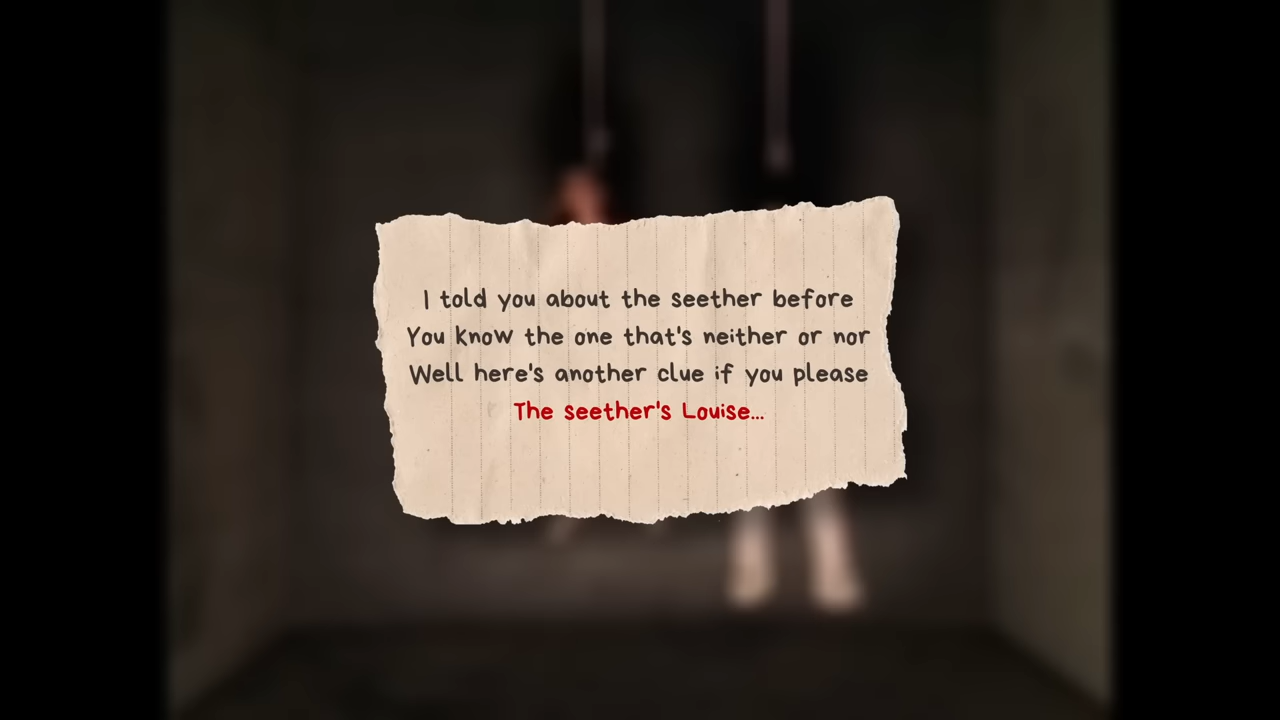 I told you about the seether before
You know the one that's neither or nor
Well here's another clue if you please
The seether's Louise...